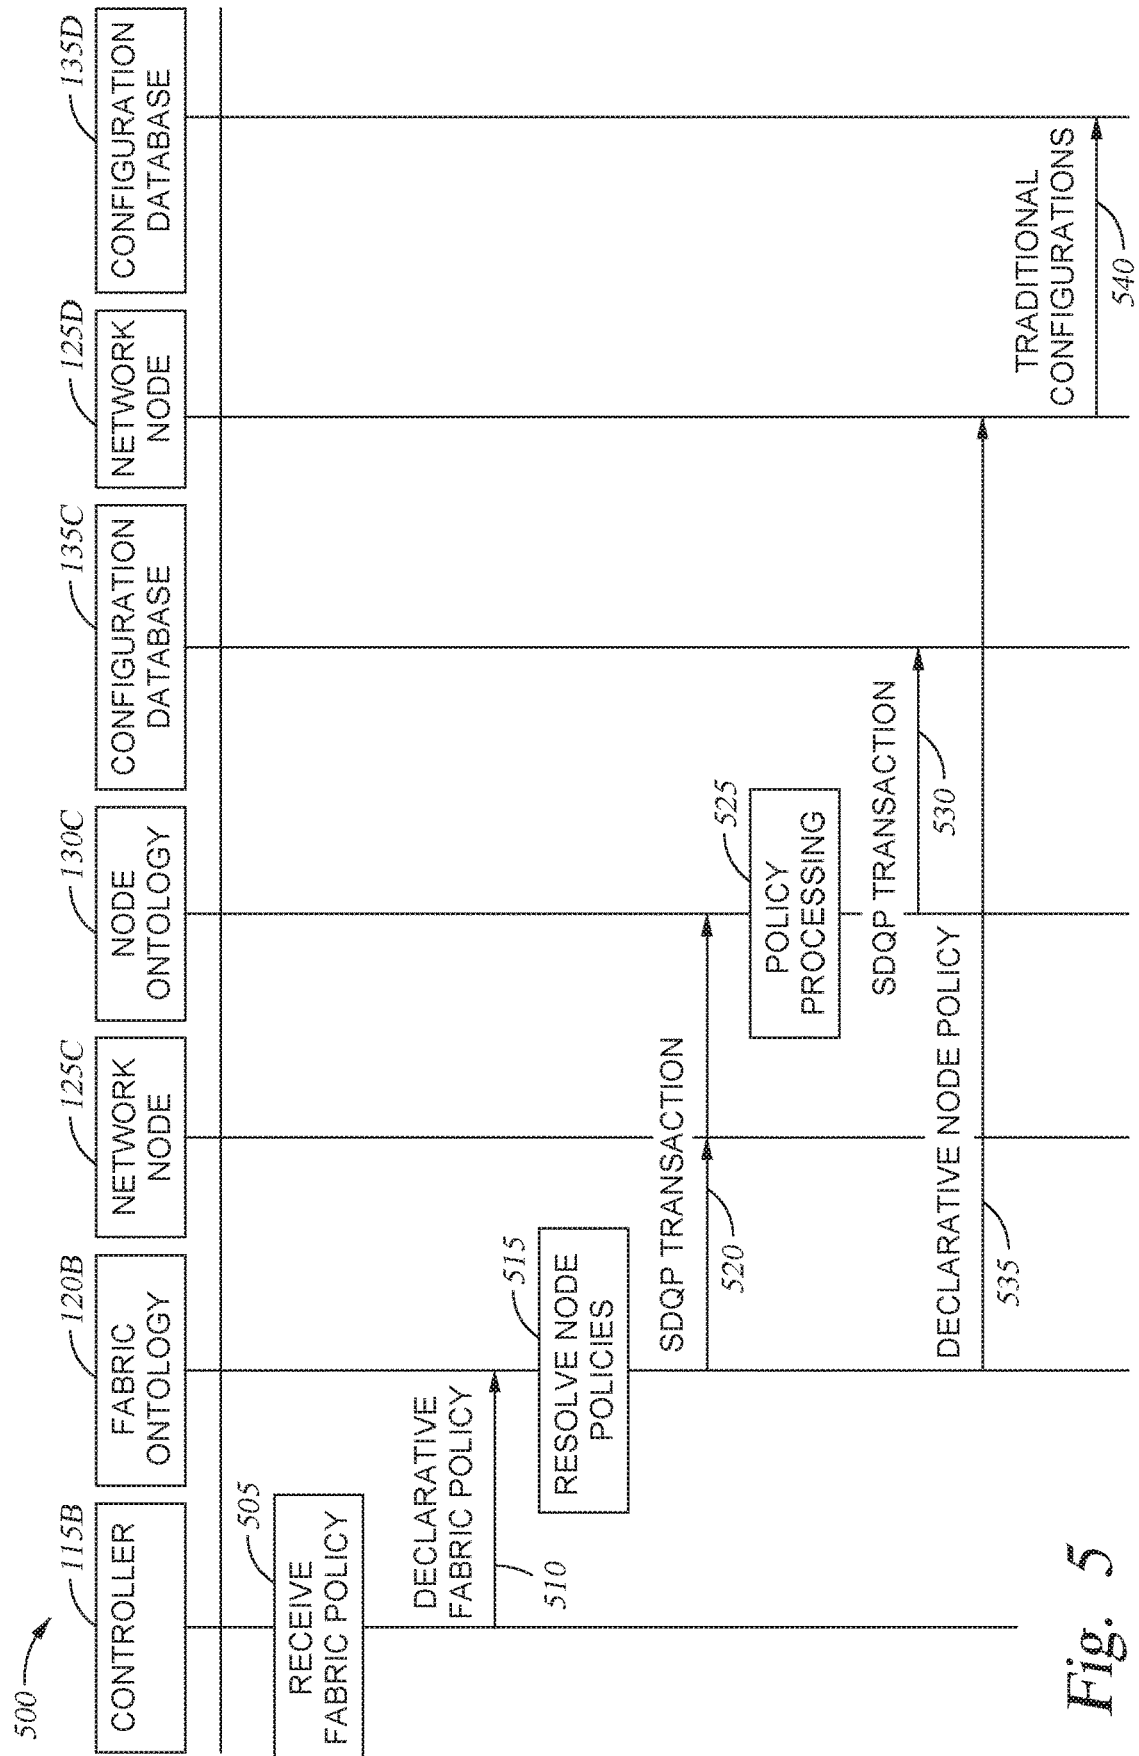 500
115B
CONTROLLER
120B
FABRIC
ONTOLOGY
125C
NETWORK
NODE
130C
NODE
ONTOLOGY
135C
CONFIGURATION
DATABASE
125D
NETWORK
NODE
135D
CONFIGURATION
DATABASE
505
RECEIVE
FABRIC POLICY
DECLARATIVE
FABRIC POLICY
510
515
RESOLVE NODE
POLICIES
SDQP TRANSACTION
520
525
POLICY
PROCESSING
SDQP TRANSACTION
530
DECLARATIVE NODE POLICY
535
TRADITIONAL
CONFIGURATIONS
540
Fig. 5